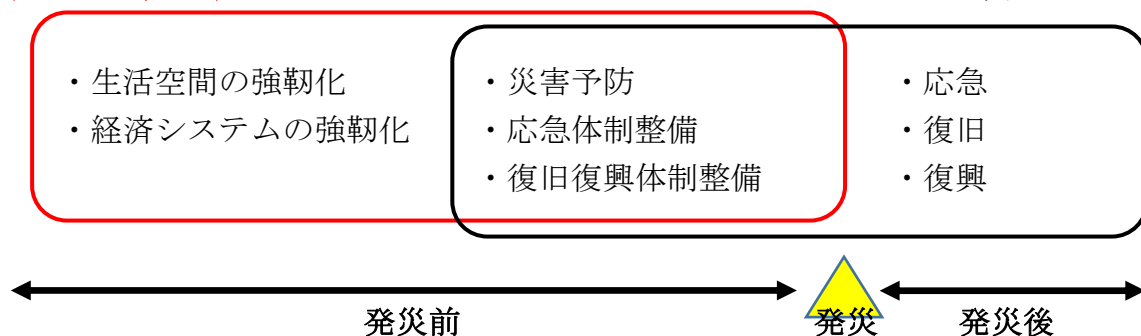 ・生活空間の強靭化
・経済システムの強靭化
・災害予防
・応急体制整備
・復旧復興体制整備
・応急
・復旧
・復興
発災前
発災
発災後